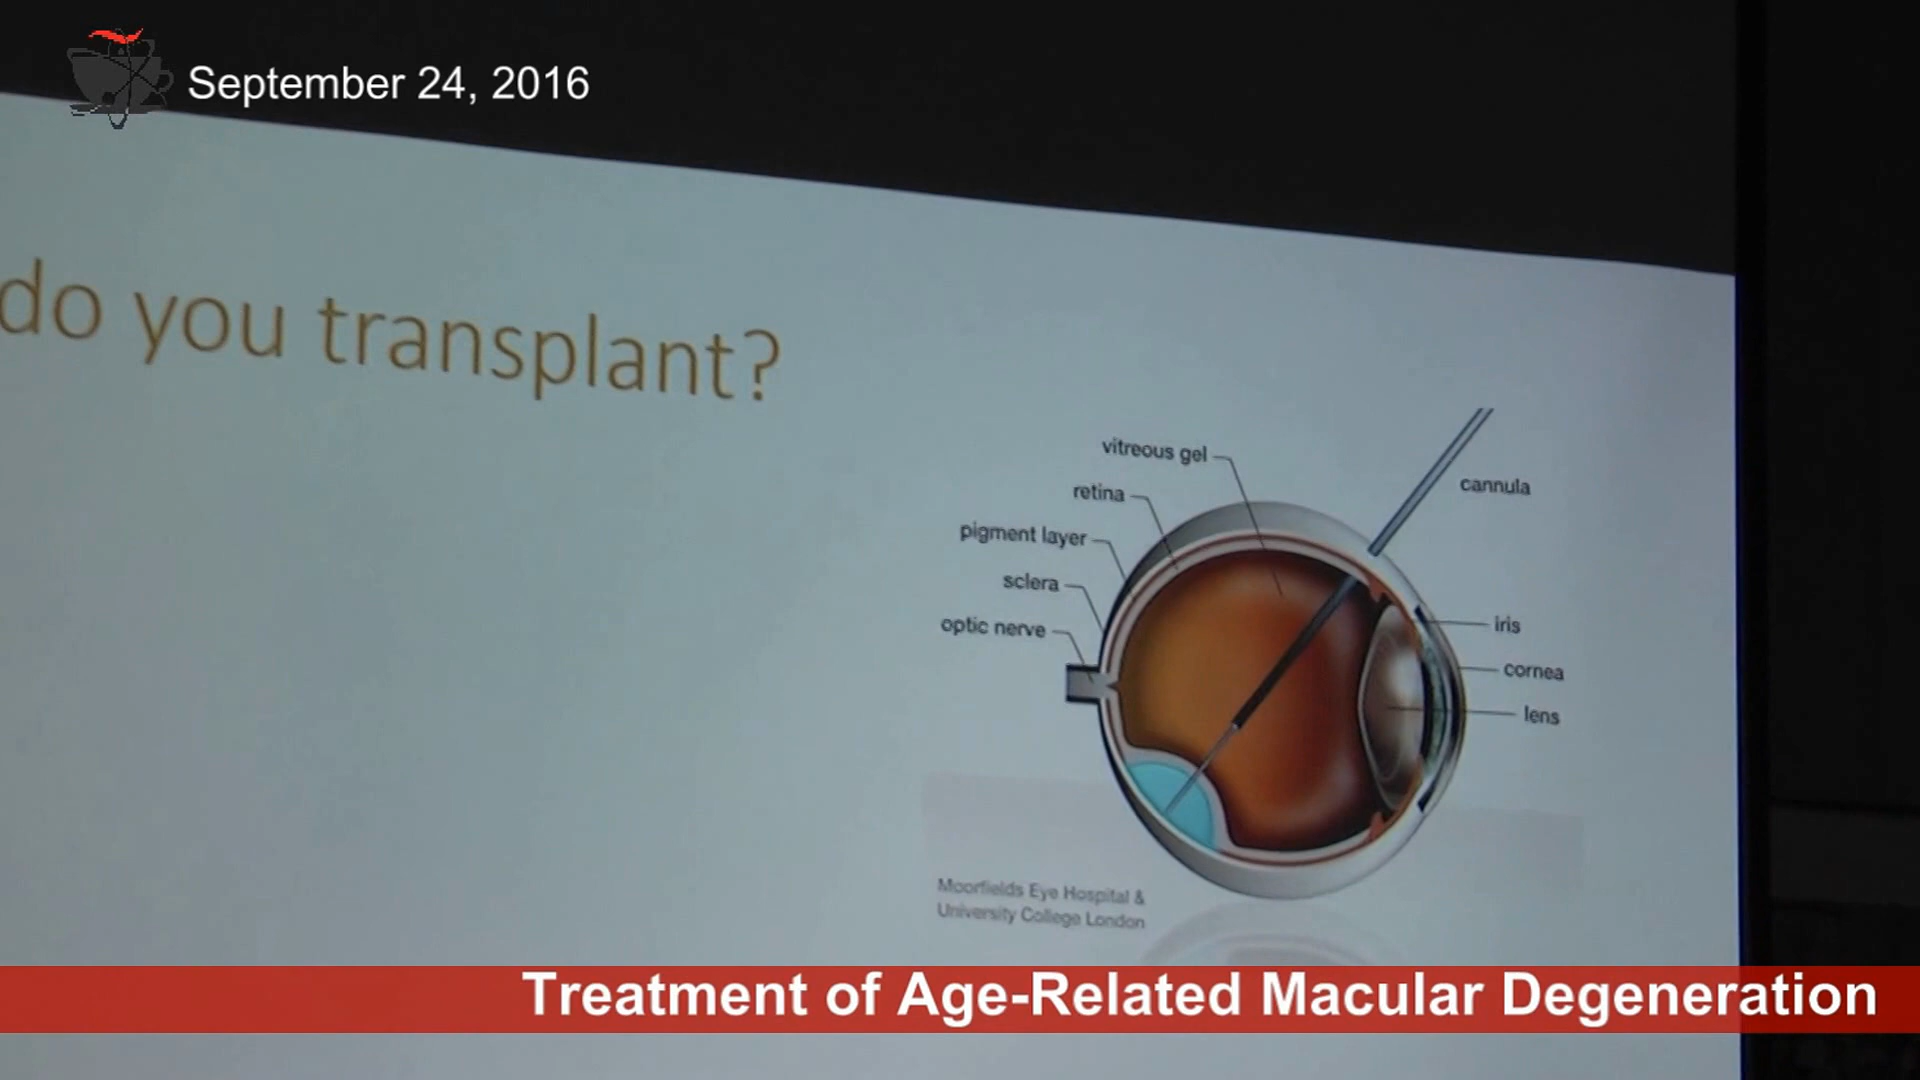 September 24, 2016
do you transplant?
vitreous gel
cannula
retina
pigment layer
sclera
optic nerve
iris
cornea
lens
Moorfields Eye Hospital &
University College London
Treatment of Age-Related Macular Degeneration